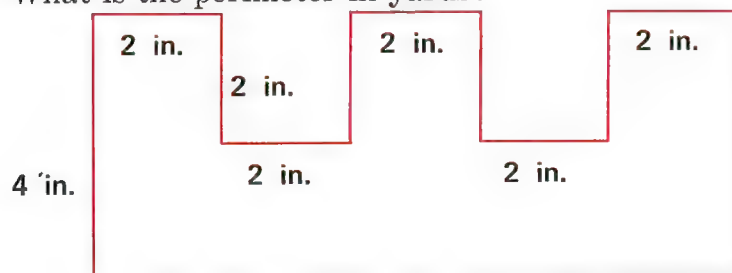 What is the perimeter in
2 in. 2 in. 2 in.
2 in.
2 in. 2 in.
4 in.